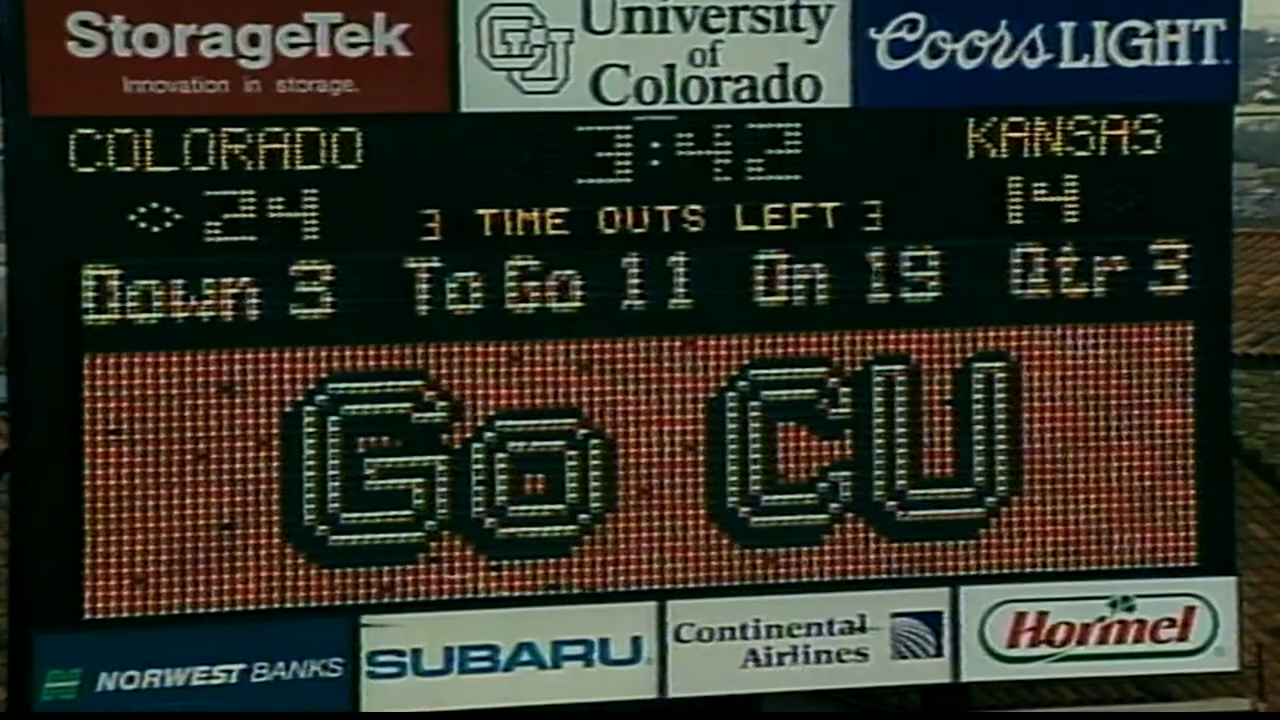 StorageTek
Innovation in storage.
CU
University
of
Colorado
Coors LIGHT
COLORADO
3:42
KANSAS
24
3 TIME OUTS LEFT 3
14
Down 3 To Go 11 On 19 Qtr 3
Go CU
NORWEST BANKS
SUBARU
Continental
Airlines
Hormel